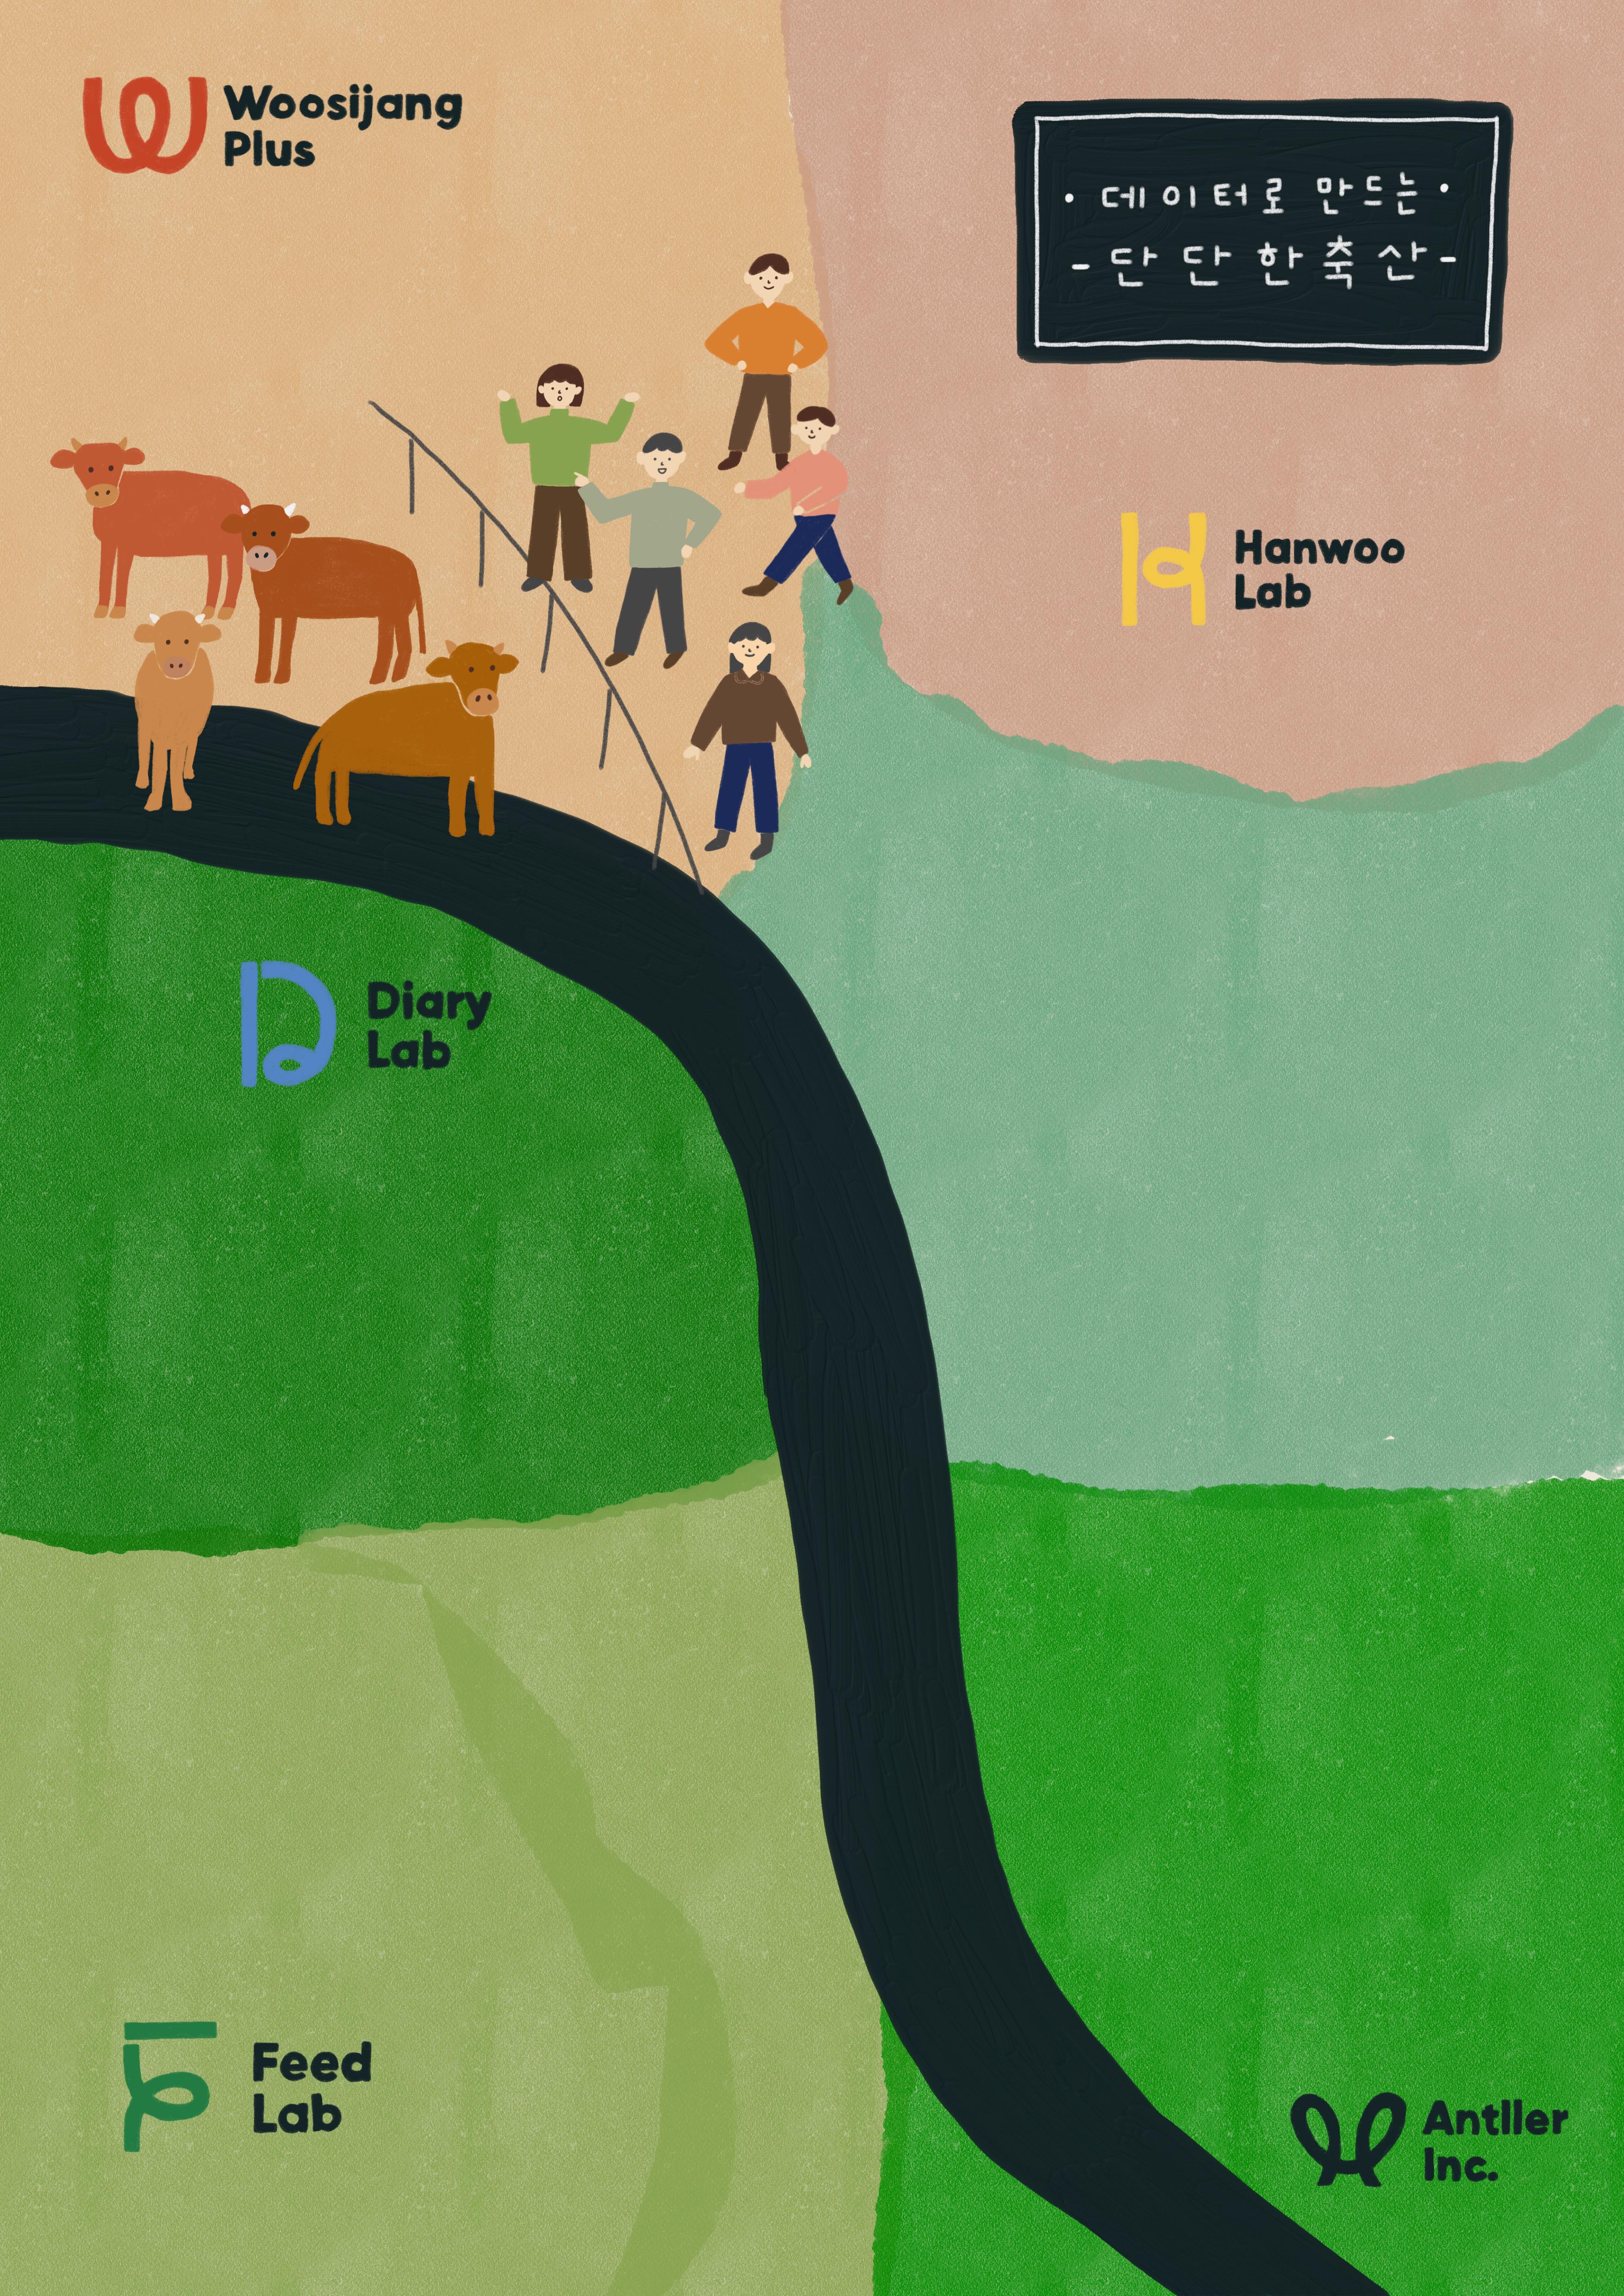 Woosijang
Plus
• 데이터로 만드는 •
- 단단한축산 -
Hanwoo
Lab
Diary
Lab
Feed
Lab
Antller
Inc.